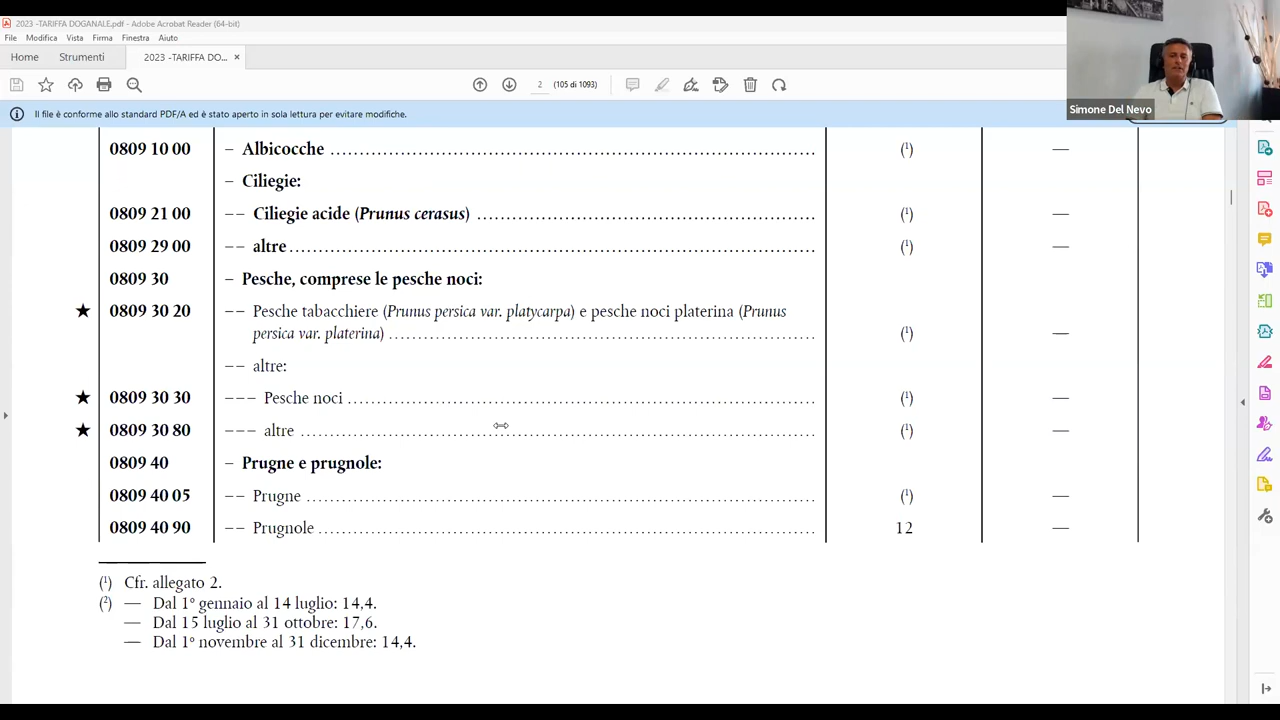 2023 -TARIFFA DOGANALE.pdf - Adobe Acrobat Reader (64-bit)
File Modifica Vista Firma Finestra Aiuto
Home Strumenti 2023 -TARIFFA DO... ×
2 (105 di 1093)
Simone Del Nevo
Il file è conforme allo standard PDF/A ed è stato aperto in sola lettura per evitare modifiche.
0809 10 00 – Albicocche (¹) —
– Ciliegie:
0809 21 00 –– Ciliegie acide (Prunus cerasus) (¹) —
0809 29 00 –– altre (¹) —
0809 30 – Pesche, comprese le pesche noci:
★ 0809 30 20 –– Pesche tabacchiere (Prunus persica var. platycarpa) e pesche noci platerina (Prunus
persica var. platerina) (¹) —
–– altre:
★ 0809 30 30 ––– Pesche noci (¹) —
★ 0809 30 80 ––– altre (¹) —
0809 40 – Prugne e prugnole:
0809 40 05 –– Prugne (¹) —
0809 40 90 –– Prugnole 12 —
(¹) Cfr. allegato 2.
(²) — Dal 1° gennaio al 14 luglio: 14,4.
— Dal 15 luglio al 31 ottobre: 17,6.
— Dal 1° novembre al 31 dicembre: 14,4.